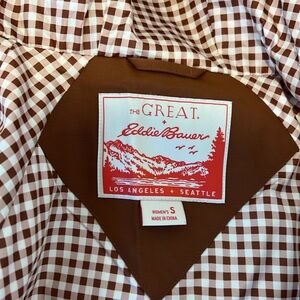 THE GREAT.
+
Eddie Bauer
LOS ANGELES + SEATTLE
WOMEN'S S
MADE IN CHINA